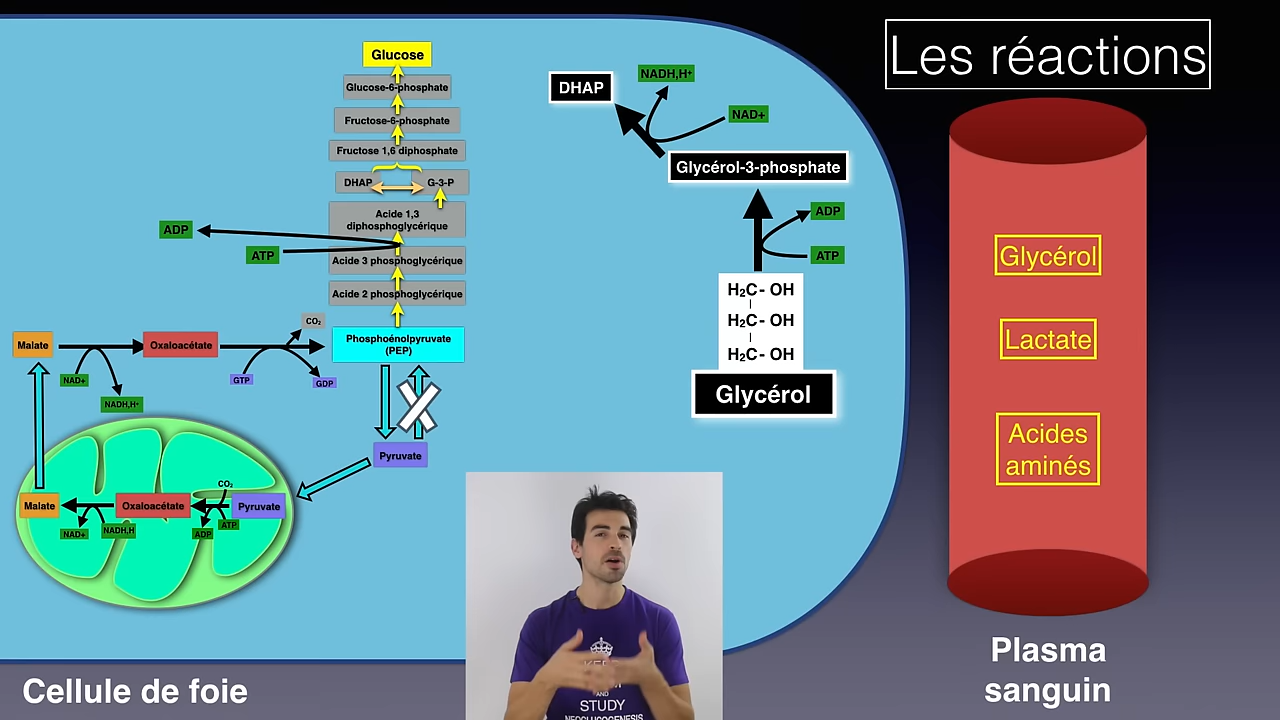 Les réactions
Glucose
Glucose-6-phosphate
Fructose-6-phosphate
Fructose 1,6 diphosphate
DHAP
G-3-P
Acide 1,3
diphosphoglycérique
ADP
ATP
Acide 3 phosphoglycérique
Acide 2 phosphoglycérique
Phosphoénolpyruvate
(PEP)
Malate
Oxaloacétate
CO₂
NAD+
NADH,H⁺
GTP
GDP
Pyruvate
Malate
Oxaloacétate
CO₂
Pyruvate
NAD+
NADH,H
ADP
ATP
DHAP
NADH,H⁺
NAD+
Glycérol-3-phosphate
ADP
ATP
H₂C - OH
H₂C - OH
H₂C - OH
Glycérol
Glycérol
Lactate
Acides
aminés
Plasma
sanguin
Cellule de foie
AND
STUDY
NEOGLUCOGENESIS